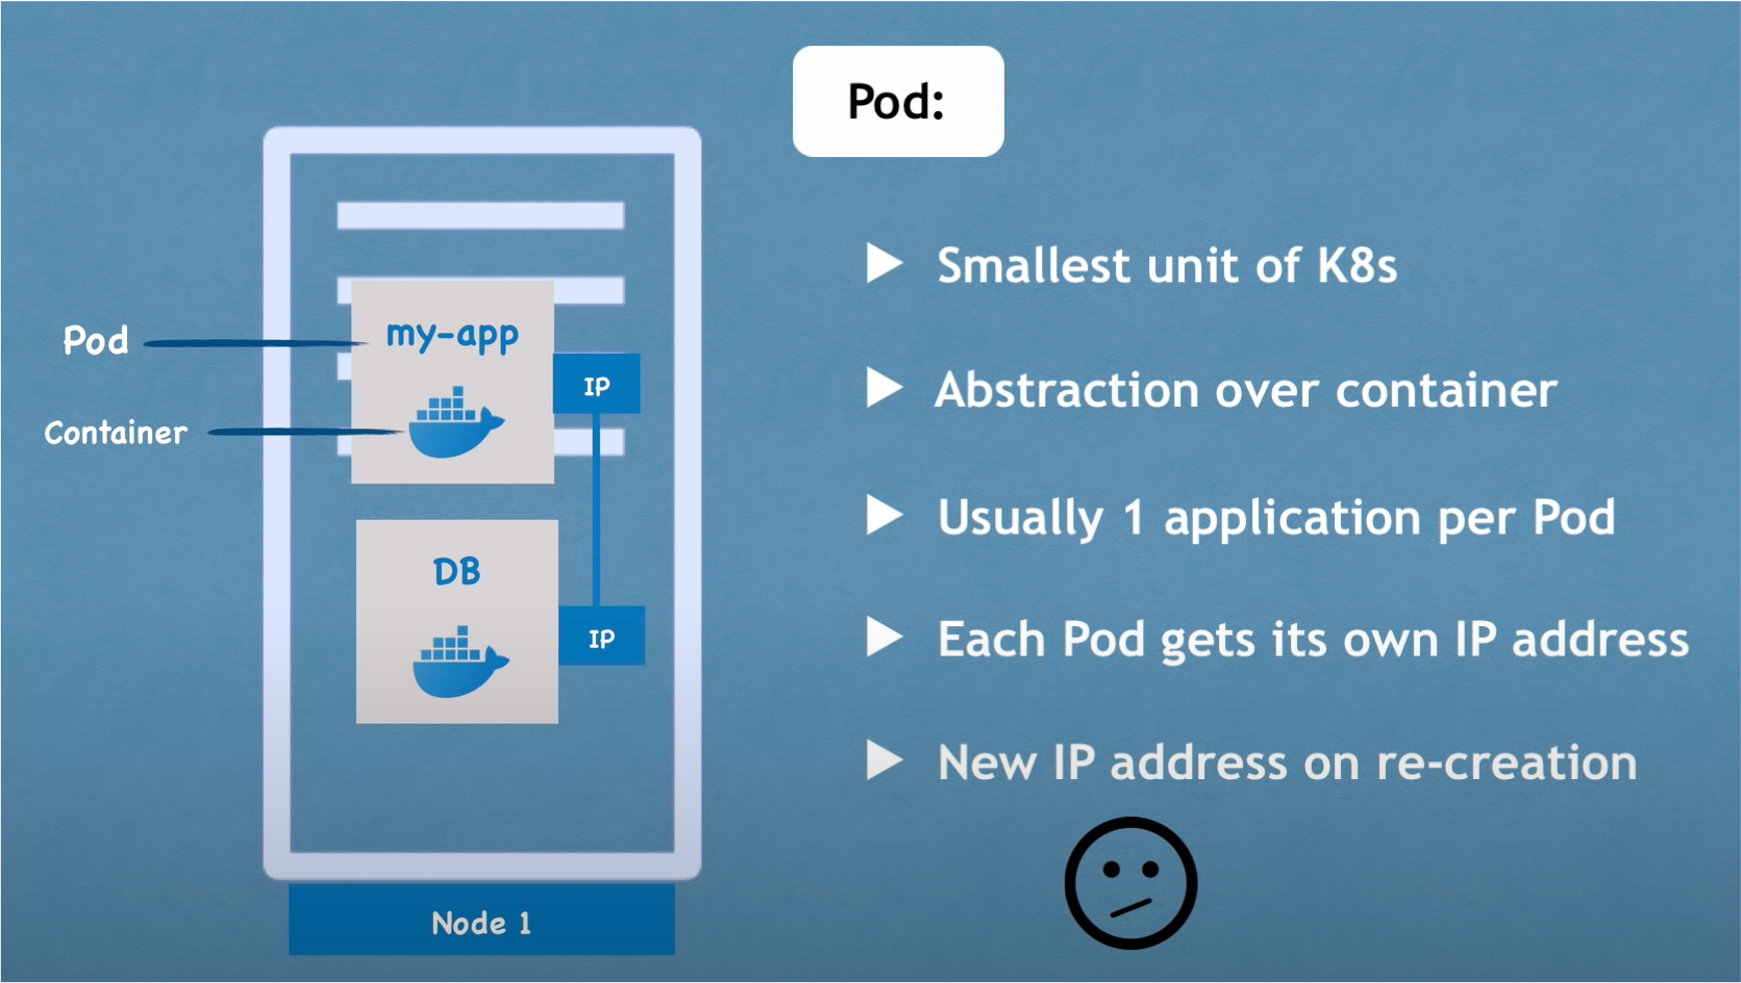 Pod:
Smallest unit of K8s
Abstraction over container
Usually 1 application per Pod
Each Pod gets its own IP address
New IP address on re-creation
Pod
my-app
IP
Container
DB
IP
Node 1